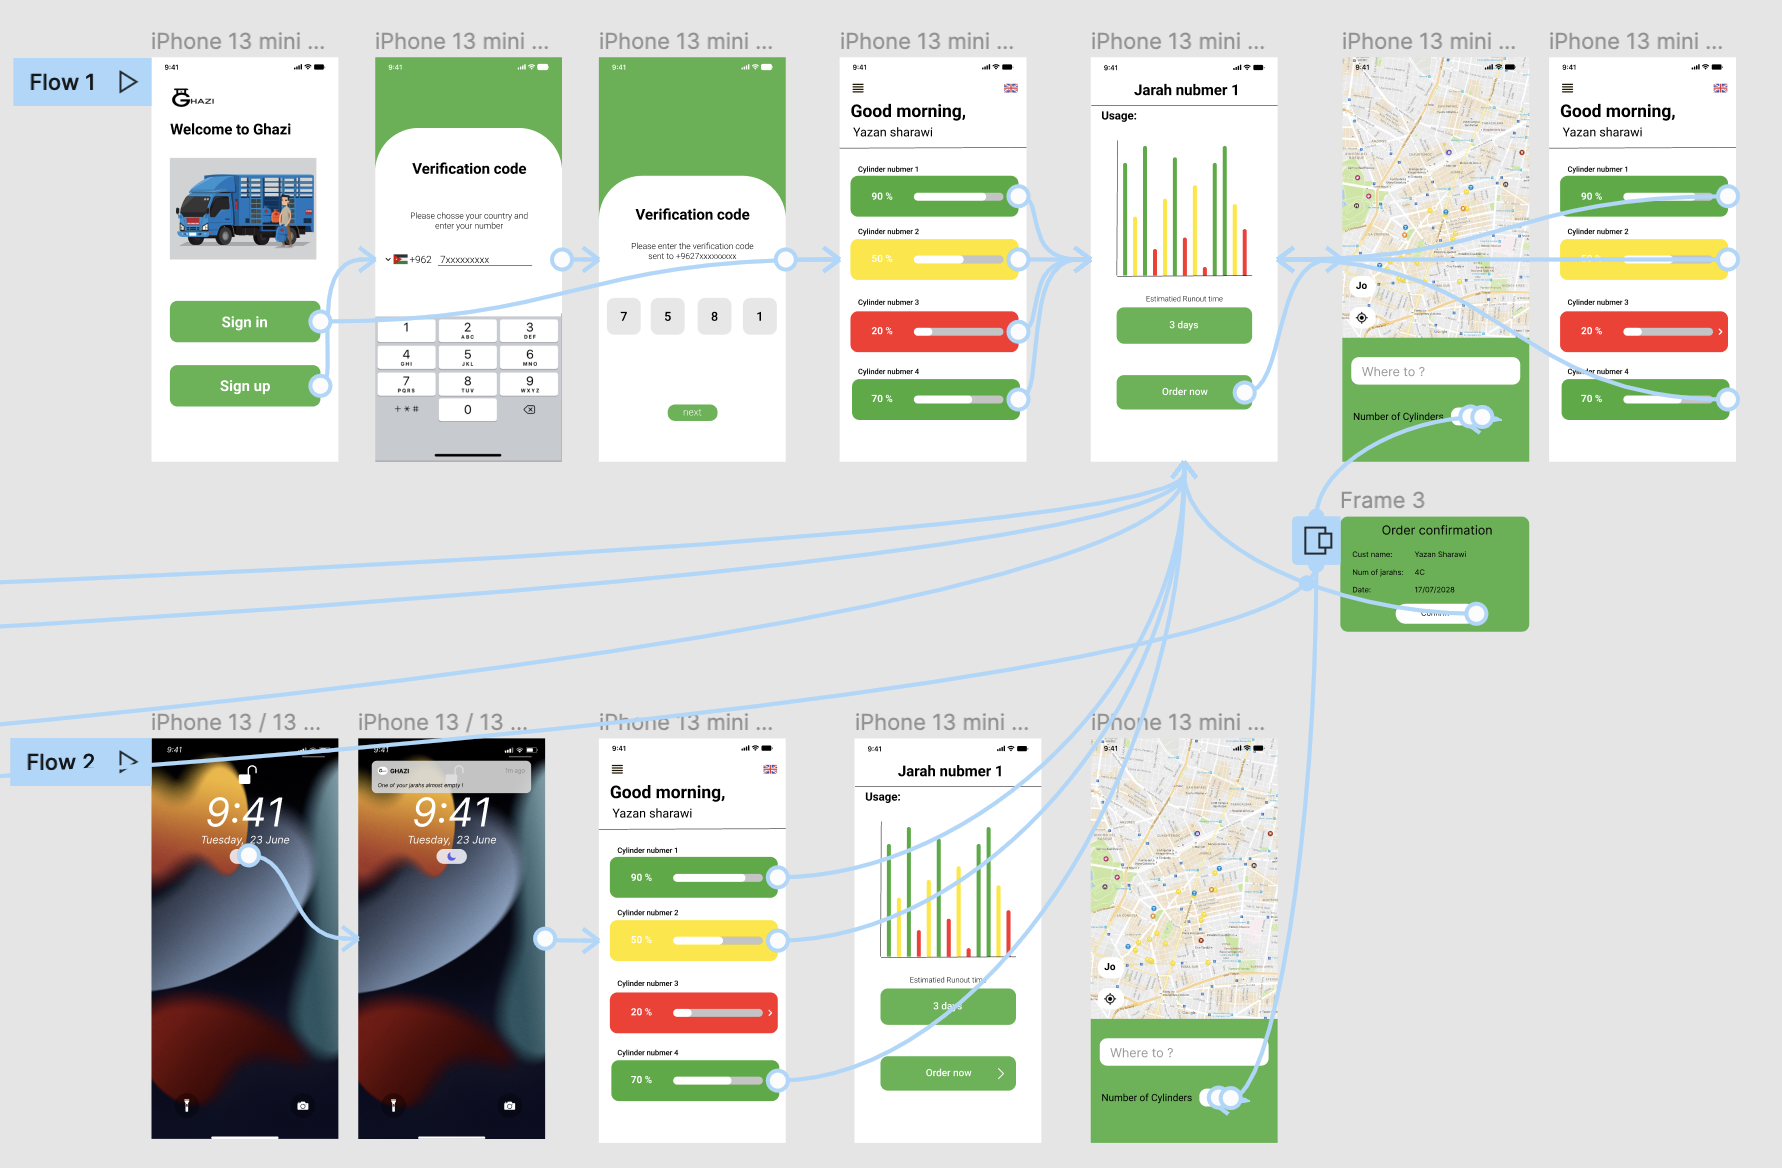 iPhone 13 mini ...
iPhone 13 mini ...
iPhone 13 mini ...
iPhone 13 mini ...
iPhone 13 mini ...
iPhone 13 mini ...
iPhone 13 mini ...
Flow 1
9:41
GHAZI
Welcome to Ghazi
Sign in
Sign up
9:41
Verification code
Please chosse your country and
enter your number
+962 7xxxxxxxxx
1 2 3
ABC DEF
4 5 6
GHI JKL MNO
7 8 9
PQRS TUV WXYZ
+ * # 0
9:41
Verification code
Please enter the verification code
sent to +9627xxxxxxxxx
7 5 8 1
next
9:41
Good morning,
Yazan sharawi
Cylinder nubmer 1
90 %
Cylinder nubmer 2
50 %
Cylinder nubmer 3
20 %
Cylinder nubmer 4
70 %
9:41
Jarah nubmer 1
Usage:
Estimatied Runout time
3 days
Order now
9:41
Jo
Where to ?
Number of Cylinders
9:41
Good morning,
Yazan sharawi
Cylinder nubmer 1
90 %
Cylinder nubmer 2
50 %
Cylinder nubmer 3
20 %
Cylinder nubmer 4
70 %
Frame 3
Order confirmation
Cust name: Yazan Sharawi
Num of jarahs: 4C
Date: 17/07/2028
iPhone 13 / 13 ...
iPhone 13 / 13 ...
iPhone 13 mini ...
iPhone 13 mini ...
iPhone 13 mini ...
Flow 2
9:41
9:41
Tuesday, 23 June
9:41
GHAZI 1m ago
One of your jarahs almost empty !
9:41
Tuesday, 23 June
9:41
Good morning,
Yazan sharawi
Cylinder nubmer 1
90 %
Cylinder nubmer 2
50 %
Cylinder nubmer 3
20 %
Cylinder nubmer 4
70 %
9:41
Jarah nubmer 1
Usage:
Estimatied Runout time
3 days
Order now
9:41
Jo
Where to ?
Number of Cylinders